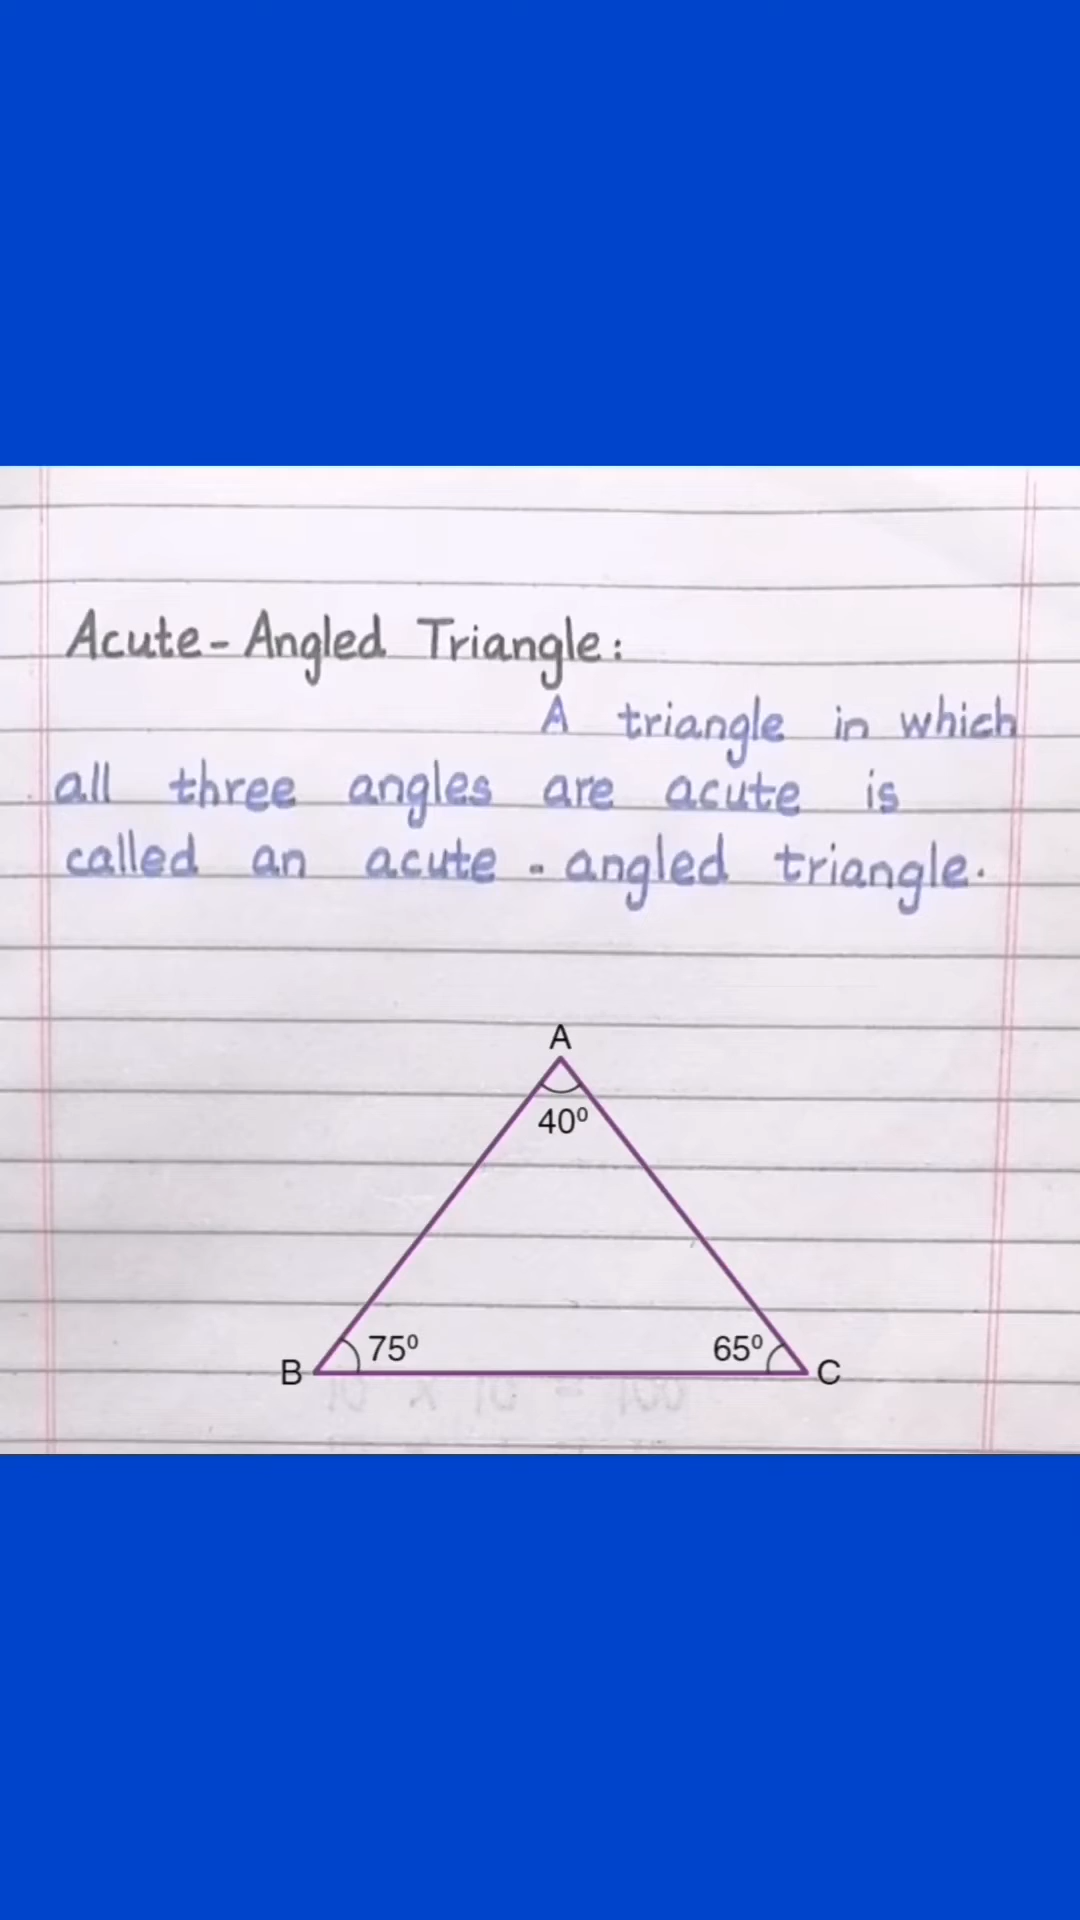 Acute-Angled Triangle:
A triangle in which
all three angles are acute is
called an acute-angled triangle.
A
40⁰
75⁰ 65⁰
B C